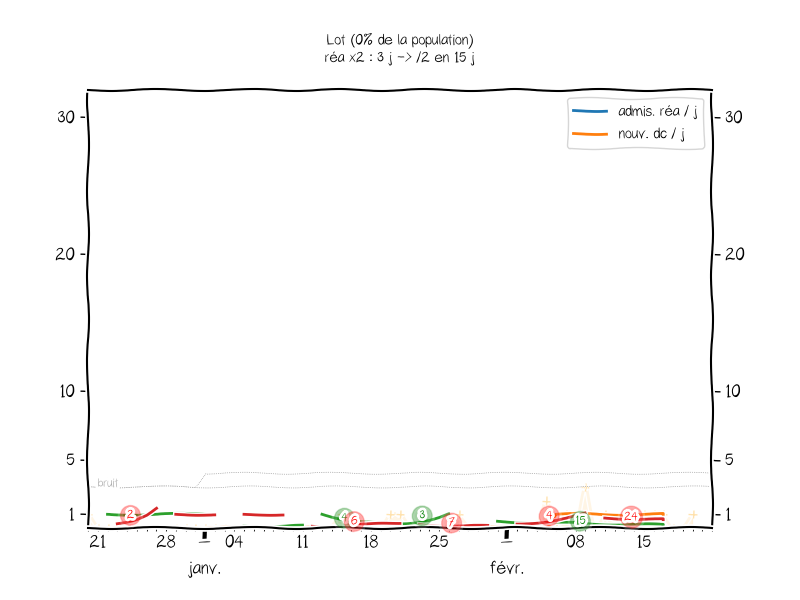 Lot (0% de la population)
réa x2 : 3 j -> /2 en 15 j
admis. réa / j
nouv. dc / j
30 30
20 20
10 10
5 5
bruit
1 1
2 4 6 3 7 4 15 24
21 28 1 04 11 18 25 1 08 15
janv. févr.